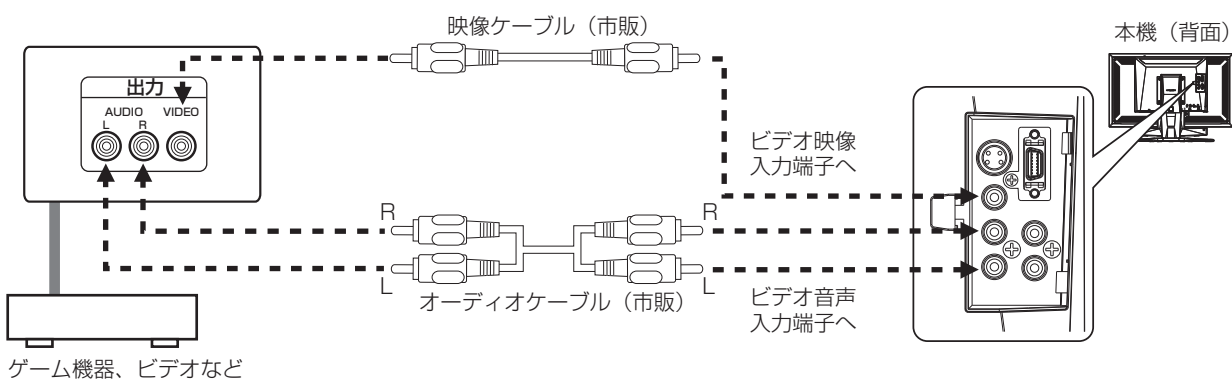 映像ケーブル（市販）
本機（背面）
出力
AUDIO
VIDEO
L
R
ビデオ映像
入力端子へ
R
R
L
L
オーディオケーブル（市販）
ビデオ音声
入力端子へ
ゲーム機器、ビデオなど